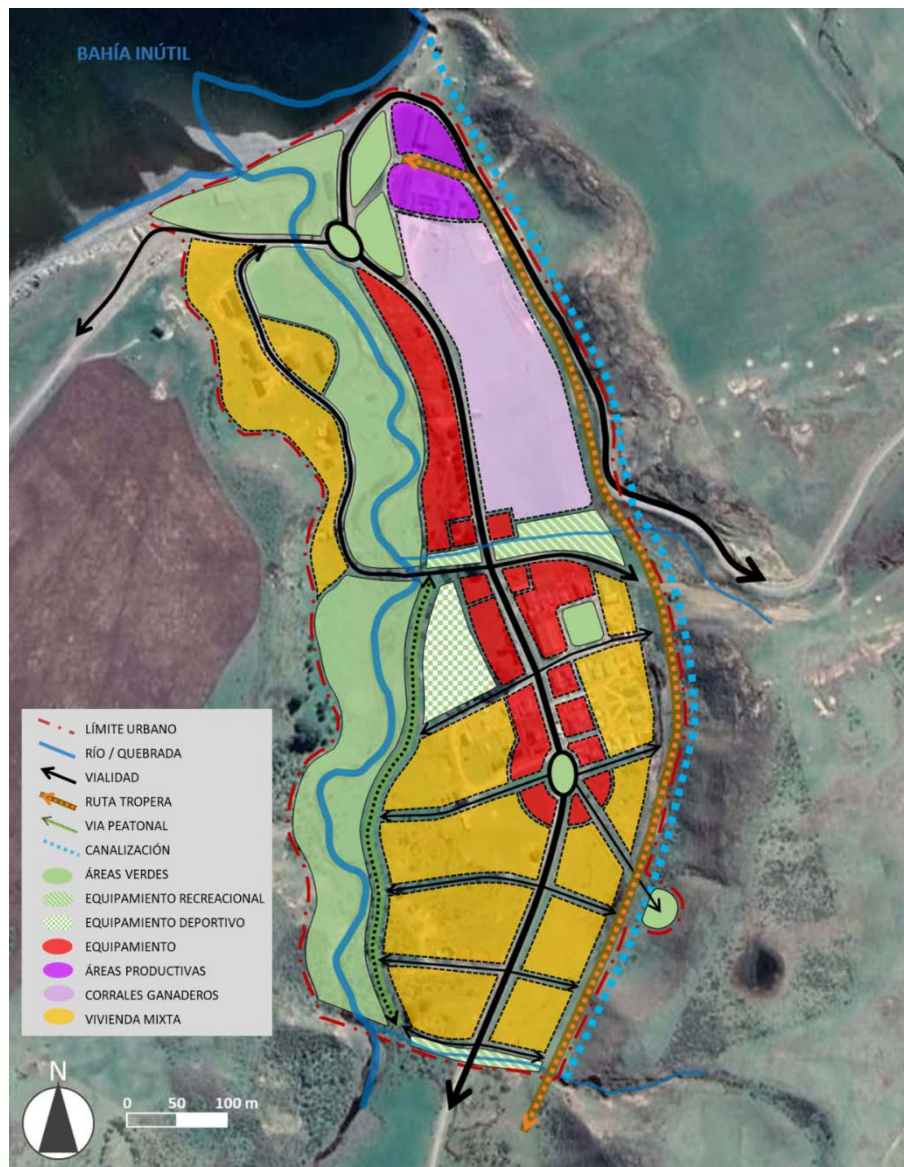 BAHÍA INÚTIL
LÍMITE URBANO
RÍO / QUEBRADA
VIALIDAD
RUTA TROPERA
VIA PEATONAL
CANALIZACIÓN
ÁREAS VERDES
EQUIPAMIENTO RECREACIONAL
EQUIPAMIENTO DEPORTIVO
EQUIPAMIENTO
ÁREAS PRODUCTIVAS
CORRALES GANADEROS
VIVIENDA MIXTA
N
0 50 100 m